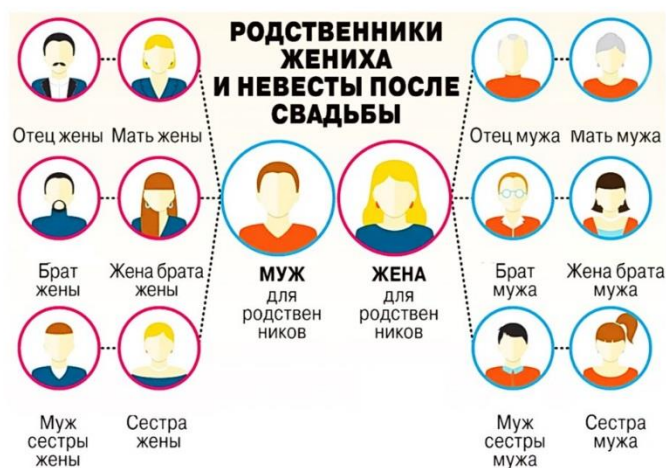 РОДСТВЕННИКИ
ЖЕНИХА
И НЕВЕСТЫ ПОСЛЕ
СВАДЬБЫ
Отец жены
Мать жены
Отец мужа
Мать мужа
Брат
жены
Жена брата
жены
МУЖ
для
родствен
ников
ЖЕНА
для
родствен
ников
Брат
мужа
Жена брата
мужа
Муж
сестры
жены
Сестра
жены
Муж
сестры
мужа
Сестра
мужа